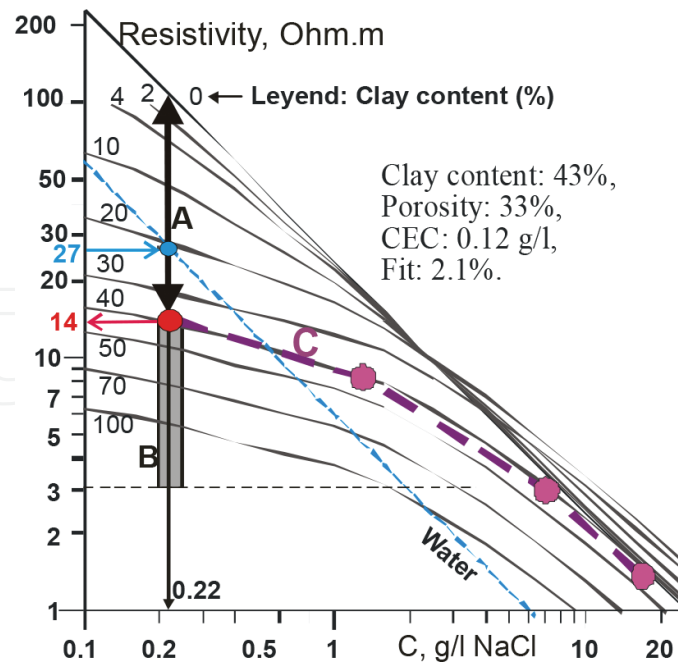 Resistivity, Ohm.m
200
100
50
30
27
20
14
10
7
5
3
2
1
4
2
0
Leyend: Clay content (%)
10
20
30
40
50
70
100
A
B
C
Clay content: 43%,
Porosity: 33%,
CEC: 0.12 g/l,
Fit: 2.1%.
Water
0.22
0.1
0.2
0.5
1
2
C, g/l NaCl
10
20